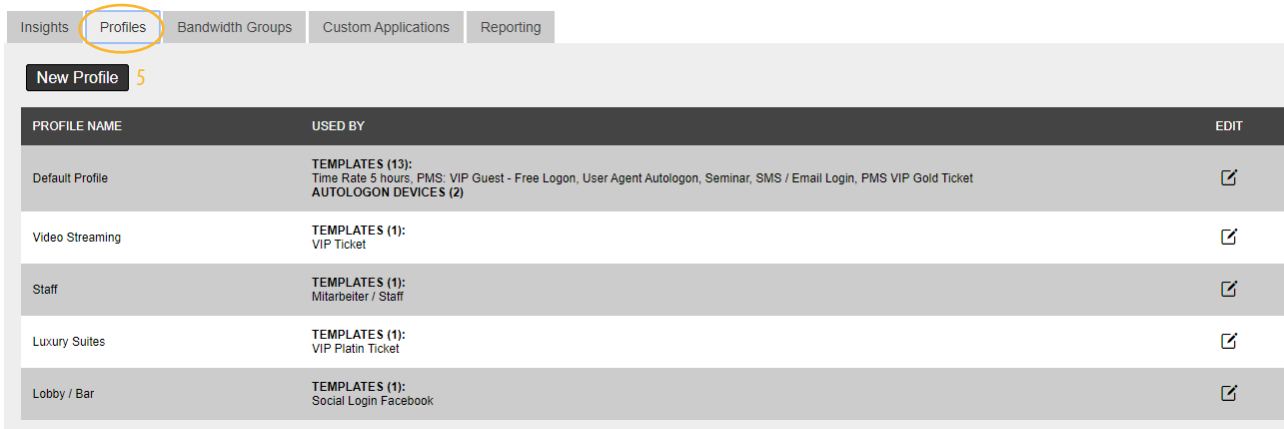 Insights Profiles Bandwidth Groups Custom Applications Reporting
New Profile 5
PROFILE NAME USED BY EDIT
Default Profile
TEMPLATES (13):
Time Rate 5 hours, PMS: VIP Guest - Free Logon, User Agent Autologon, Seminar, SMS / Email Login, PMS VIP Gold Ticket
AUTOLOGON DEVICES (2)
Video Streaming
TEMPLATES (1):
VIP Ticket
Staff
TEMPLATES (1):
Mitarbeiter / Staff
Luxury Suites
TEMPLATES (1):
VIP Platin Ticket
Lobby / Bar
TEMPLATES (1):
Social Login Facebook